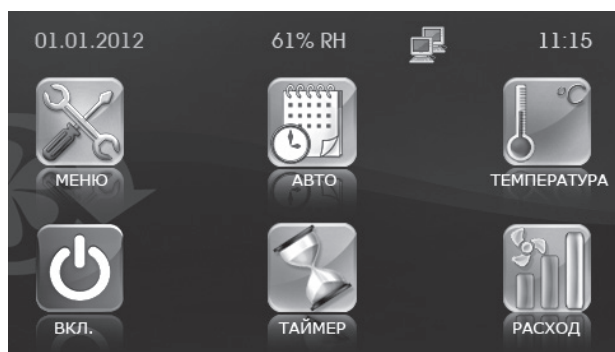 01.01.2012 61% RH 11:15
МЕНЮ АВТО °C ТЕМПЕРАТУРА
ВКЛ. ТАЙМЕР РАСХОД